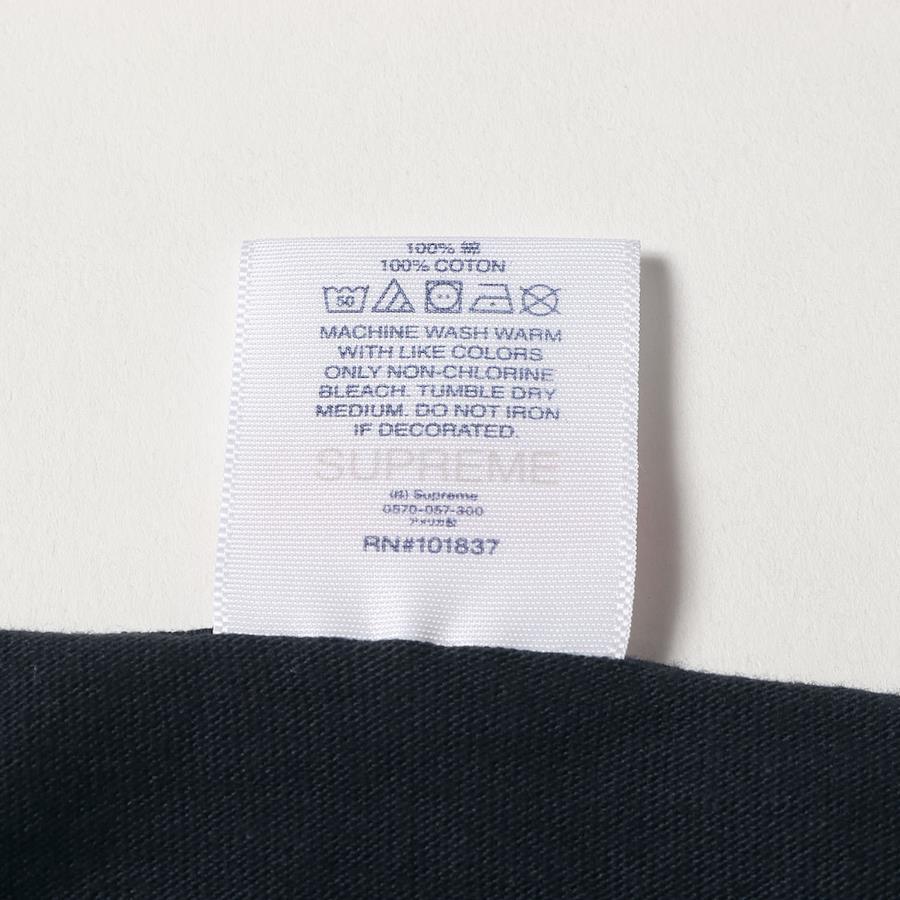 100% 綿
100% COTON
50
MACHINE WASH WARM
WITH LIKE COLORS
ONLY NON-CHLORINE
BLEACH. TUMBLE DRY
MEDIUM. DO NOT IRON
IF DECORATED.
SUPREME
(株) Supreme
0570-057-300
アメリカ製
RN#101837